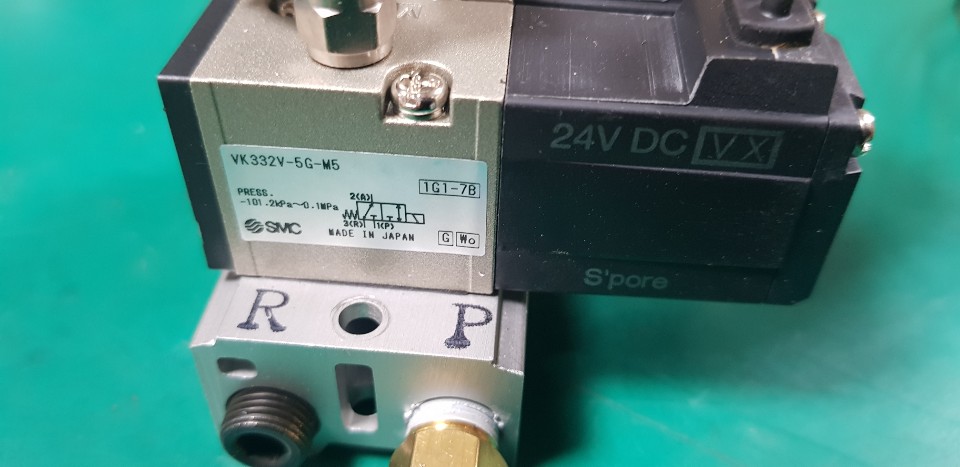 VK332V-5G-M5
1G1-7B
PRESS.
-101.2kPa~0.1MPa
2(A)
3(R) 1(P)
SMC
MADE IN JAPAN
G Wo
24V DC VX
S'pore
R P